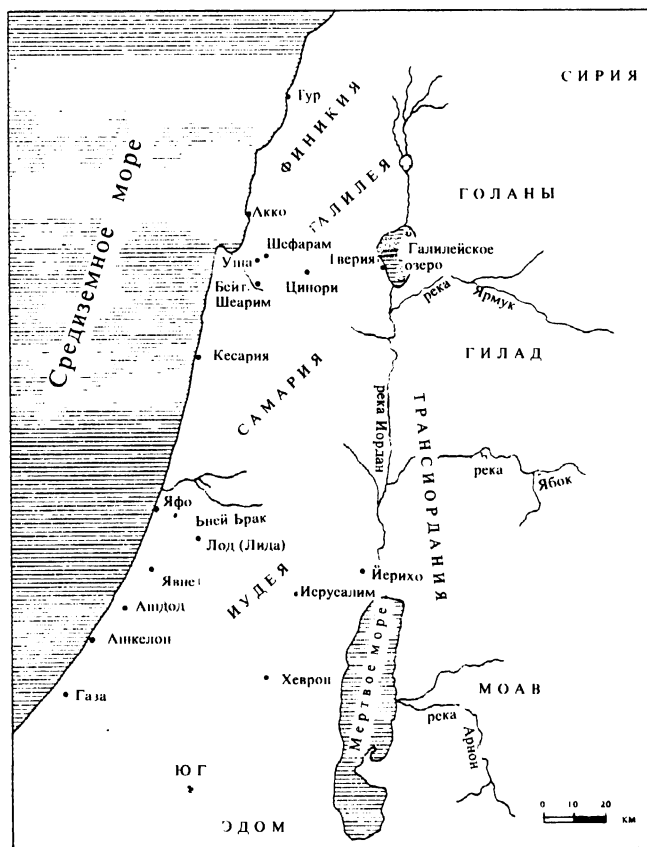 СИРИЯ
Тур
ФИНИКИЯ
ГАЛИЛЕЯ
ГОЛАНЫ
Акко
Шефарам
Уша
Тверия
Галилейское
озеро
Бейт
Шеарим
Ципори
река
Ярмук
Средиземное море
Кесария
ГИЛАД
САМАРИЯ
река Иордан
ТРАНСИОРДАНИЯ
река
Ябок
Яфо
Бней Брак
Лод (Лида)
Явне
ИУДЕЯ
Йерихо
Иерусалим
Ашдод
Ашкелон
Хеврон
Мертвое море
МОАВ
Газа
река
Арнон
ЮГ
ЭДОМ
0 10 20 км